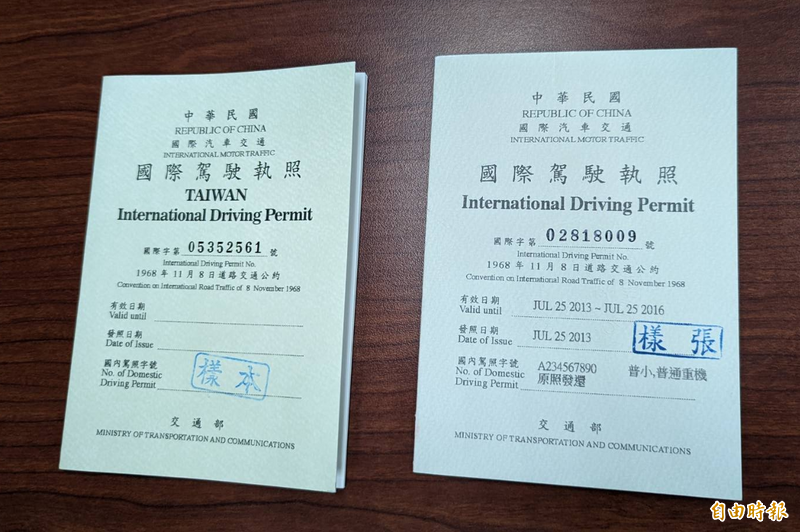 中華民國
REPUBLIC OF CHINA
國際汽車交通
INTERNATIONAL MOTOR TRAFFIC
國際駕駛執照
TAIWAN
International Driving Permit
國際字第 05352561 號
International Driving Permit No.
1968 年 11 月 8 日道路交通公約
Convention on International Road Traffic of 8 November 1968
有效日期
Valid until
發照日期
Date of Issue
國內駕照字號
No. of Domestic
Driving Permit
樣本
交通部
MINISTRY OF TRANSPORTATION AND COMMUNICATIONS
中華民國
REPUBLIC OF CHINA
國際汽車交通
INTERNATIONAL MOTOR TRAFFIC
國際駕駛執照
International Driving Permit
國際字第 02818009 號
International Driving Permit No.
1968 年 11 月 8 日道路交通公約
Convention on International Road Traffic of 8 November 1968
有效日期
Valid until JUL 25 2013 ~ JUL 25 2016
發照日期
Date of Issue JUL 25 2013
樣張
國內駕照字號
No. of Domestic A234567890 普小,普通重機
Driving Permit 原照發還
交通部
MINISTRY OF TRANSPORTATION AND COMMUNICATIONS
自由時報